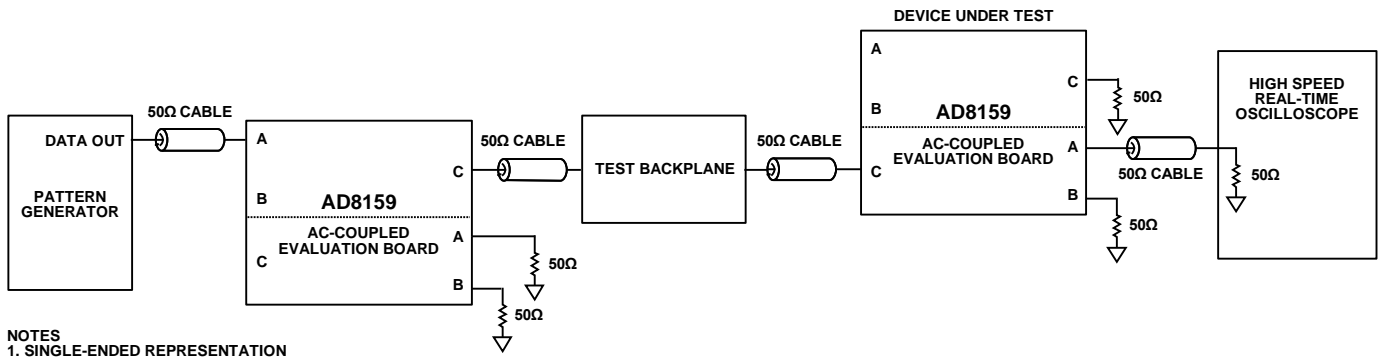 DEVICE UNDER TEST
PATTERN
GENERATOR
DATA OUT
50Ω CABLE
A
B
C
AD8159
AC-COUPLED
EVALUATION BOARD
C
A
B
50Ω
50Ω
50Ω CABLE
TEST BACKPLANE
50Ω CABLE
A
B
C
AD8159
AC-COUPLED
EVALUATION BOARD
C
A
B
50Ω
50Ω
50Ω CABLE
HIGH SPEED
REAL-TIME
OSCILLOSCOPE
50Ω
NOTES
1. SINGLE-ENDED REPRESENTATION